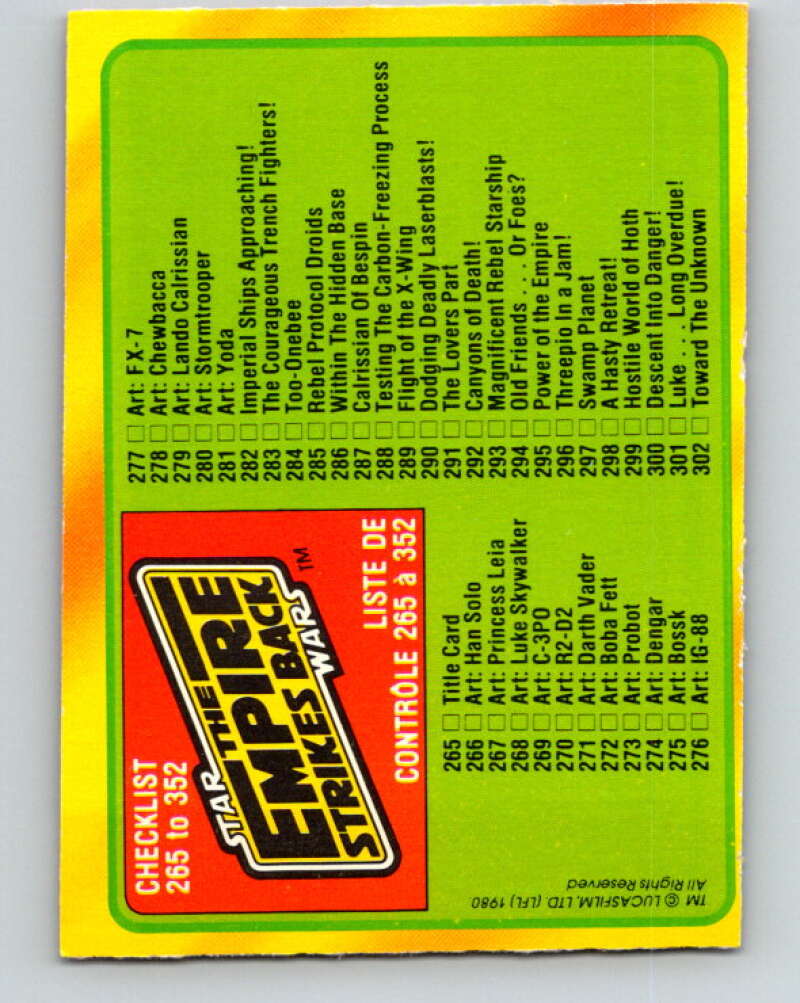 CHECKLIST
265 to 352
STAR
THE
EMPIRE
STRIKES BACK
WARS
TM
LISTE DE
CONTRÔLE 265 à 352
265 Title Card
266 Art: Han Solo
267 Art: Princess Leia
268 Art: Luke Skywalker
269 Art: C-3PO
270 Art: R2-D2
271 Art: Darth Vader
272 Art: Boba Fett
273 Art: Probot
274 Art: Dengar
275 Art: Bossk
276 Art: IG-88
277 Art: FX-7
278 Art: Chewbacca
279 Art: Lando Calrissian
280 Art: Stormtrooper
281 Art: Yoda
282 Imperial Ships Approaching!
283 The Courageous Trench Fighters!
284 Too-Onebee
285 Rebel Protocol Droids
286 Within The Hidden Base
287 Calrissian Of Bespin
288 Testing The Carbon-Freezing Process
289 Flight of the X-Wing
290 Dodging Deadly Laserblasts!
291 The Lovers Part
292 Canyons of Death!
293 Magnificent Rebel Starship
294 Old Friends . . . Or Foes?
295 Power of the Empire
296 Threepio In a Jam!
297 Swamp Planet
298 A Hasty Retreat!
299 Hostile World of Hoth
300 Descent Into Danger!
301 Luke . . . Long Overdue!
302 Toward The Unknown
TM © LUCASFILM, LTD. (LFL) 1980
All Rights Reserved